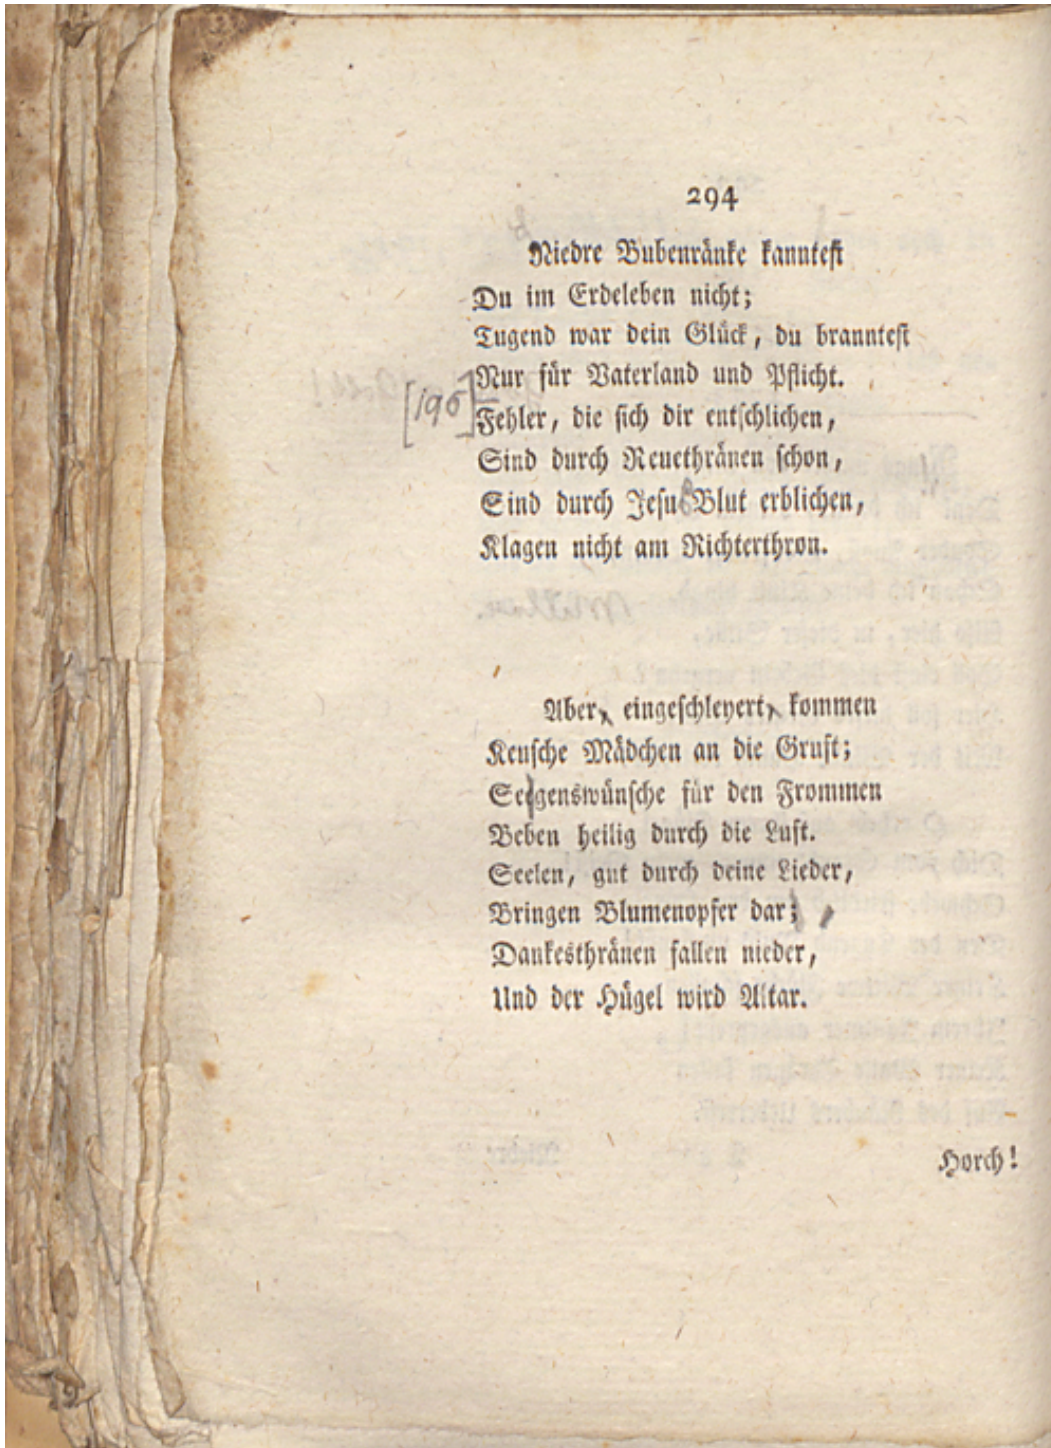 294
Niedre Bubenränke kanntest
Du im Erdeleben nicht;
Tugend war dein Glück, du branntest
Nur für Vaterland und Pflicht.
[196]
Fehler, die sich dir entschlichen,
Sind durch Reuethränen schon,
Sind durch Jesus Blut erblichen,
Klagen nicht am Richterthron.
Aber, eingeschleyert, kommen
Keusche Mädchen an die Gruft;
Seegenswünsche für den Frommen
Beben heilig durch die Luft.
Seelen, gut durch deine Lieder,
Bringen Blumenopfer dar;,
Dankesthränen fallen nieder,
Und der Hügel wird Altar.
Horch!